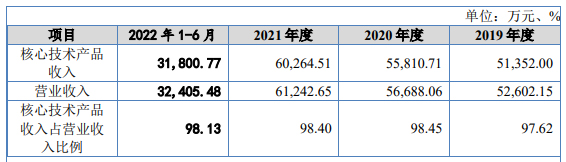 单位：万元、%
项目 2022 年 1-6 月 2021 年度 2020 年度 2019 年度
核心技术产品
收入 31,800.77 60,264.51 55,810.71 51,352.00
营业收入 32,405.48 61,242.65 56,688.06 52,602.15
核心技术产品
收入占营业收
入比例 98.13 98.40 98.45 97.62